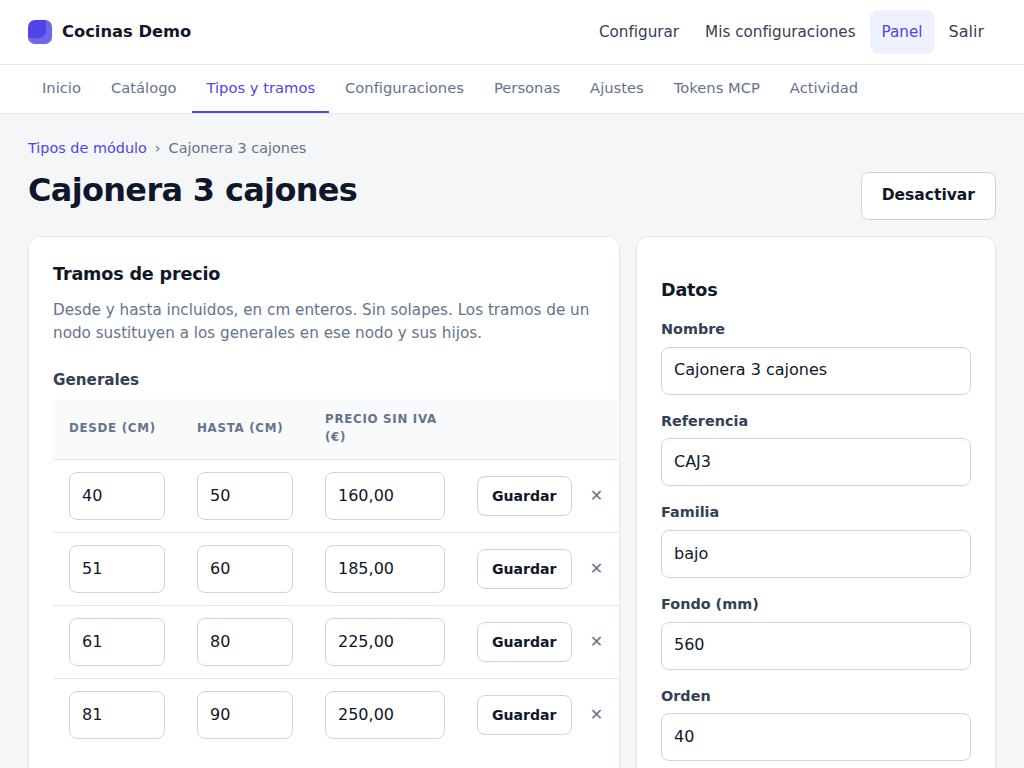 Cocinas Demo
Configurar
Mis configuraciones
Panel
Salir
Inicio
Catálogo
Tipos y tramos
Configuraciones
Personas
Ajustes
Tokens MCP
Actividad
Tipos de módulo › Cajonera 3 cajones
Cajonera 3 cajones
Desactivar
Tramos de precio
Desde y hasta incluidos, en cm enteros. Sin solapes. Los tramos de un
nodo sustituyen a los generales en ese nodo y sus hijos.
Generales
DESDE (CM) HASTA (CM) PRECIO SIN IVA
(€)
40 50 160,00 Guardar ✕
51 60 185,00 Guardar ✕
61 80 225,00 Guardar ✕
81 90 250,00 Guardar ✕
Datos
Nombre
Cajonera 3 cajones
Referencia
CAJ3
Familia
bajo
Fondo (mm)
560
Orden
40